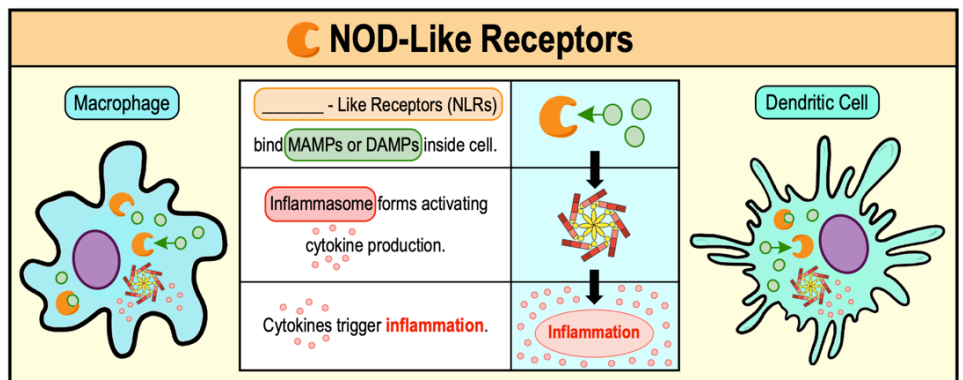 NOD-Like Receptors
Macrophage
_______ - Like Receptors (NLRs)
bind MAMPs or DAMPs inside cell.
Inflammasome forms activating
cytokine production.
Cytokines trigger inflammation.
Inflammation
Dendritic Cell